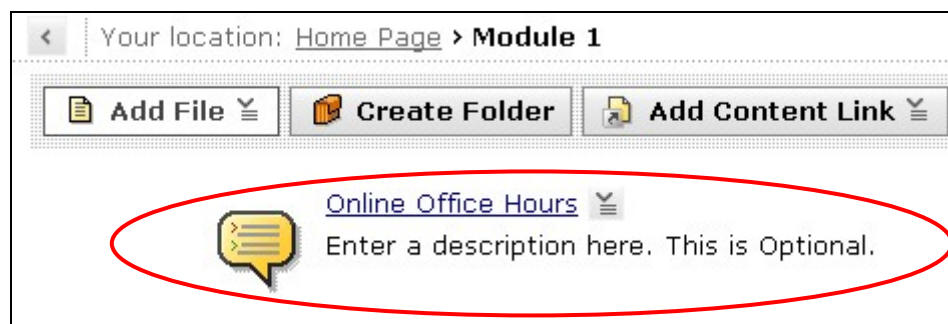 Your location: Home Page > Module 1
Add File Create Folder Add Content Link
Online Office Hours
Enter a description here. This is Optional.